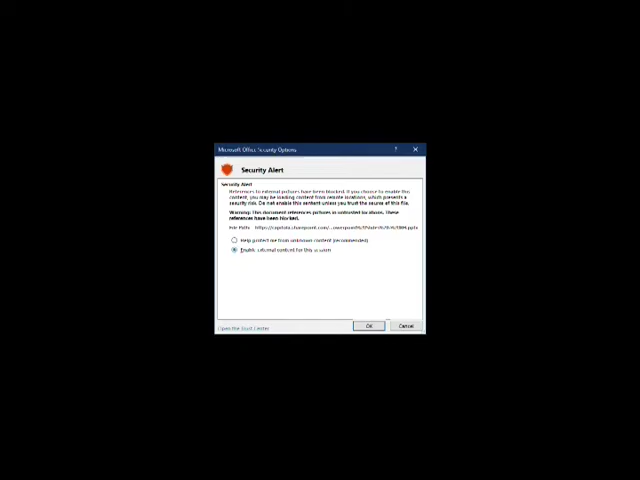 Microsoft Office Security Options
Security Alert
Security Alert
References to external pictures have been blocked. If you choose to enable this
content, you may be loading content from remote locations, which presents a
security risk. Do not enable this content unless you trust the source of this file.
Warning: This document references pictures in untrusted locations. These
references have been blocked.
File Path:
Help protect me from unknown content (recommended)
Enable external content for this session
Open the Trust Center
OK
Cancel